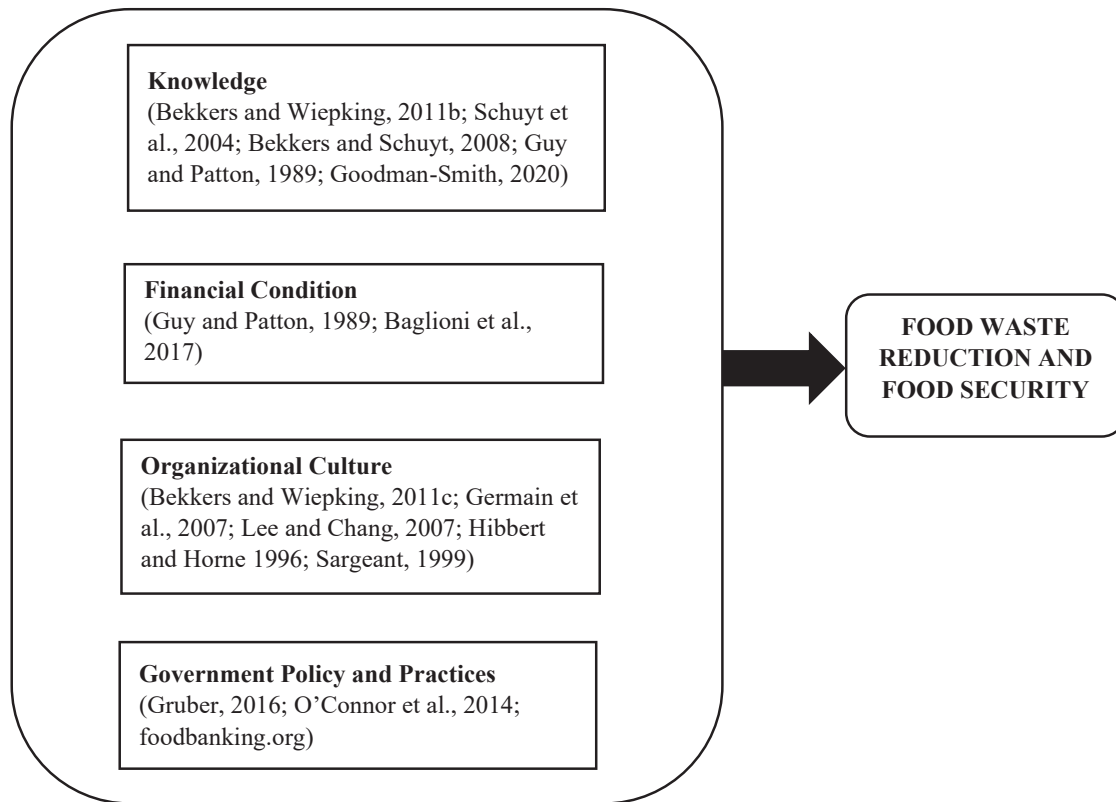 Knowledge
(Bekkers and Wiepking, 2011b; Schuyt et
al., 2004; Bekkers and Schuyt, 2008; Guy
and Patton, 1989; Goodman-Smith, 2020)
Financial Condition
(Guy and Patton, 1989; Baglioni et al.,
2017)
Organizational Culture
(Bekkers and Wiepking, 2011c; Germain et
al., 2007; Lee and Chang, 2007; Hibbert
and Horne 1996; Sargeant, 1999)
Government Policy and Practices
(Gruber, 2016; O’Connor et al., 2014;
foodbanking.org)
FOOD WASTE
REDUCTION AND
FOOD SECURITY